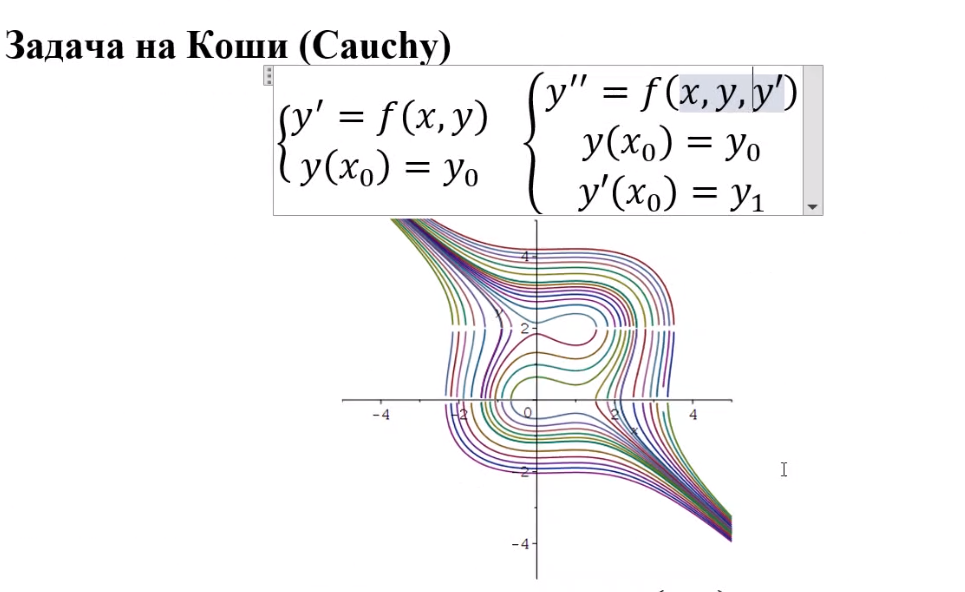 Задача на Коши (Cauchy)
y′ = f(x, y)
y(x₀) = y₀
y′′ = f(x, y, y′)
y(x₀) = y₀
y′(x₀) = y₁
4
y
2
−4
−2
0
2
4
x
−2
−4